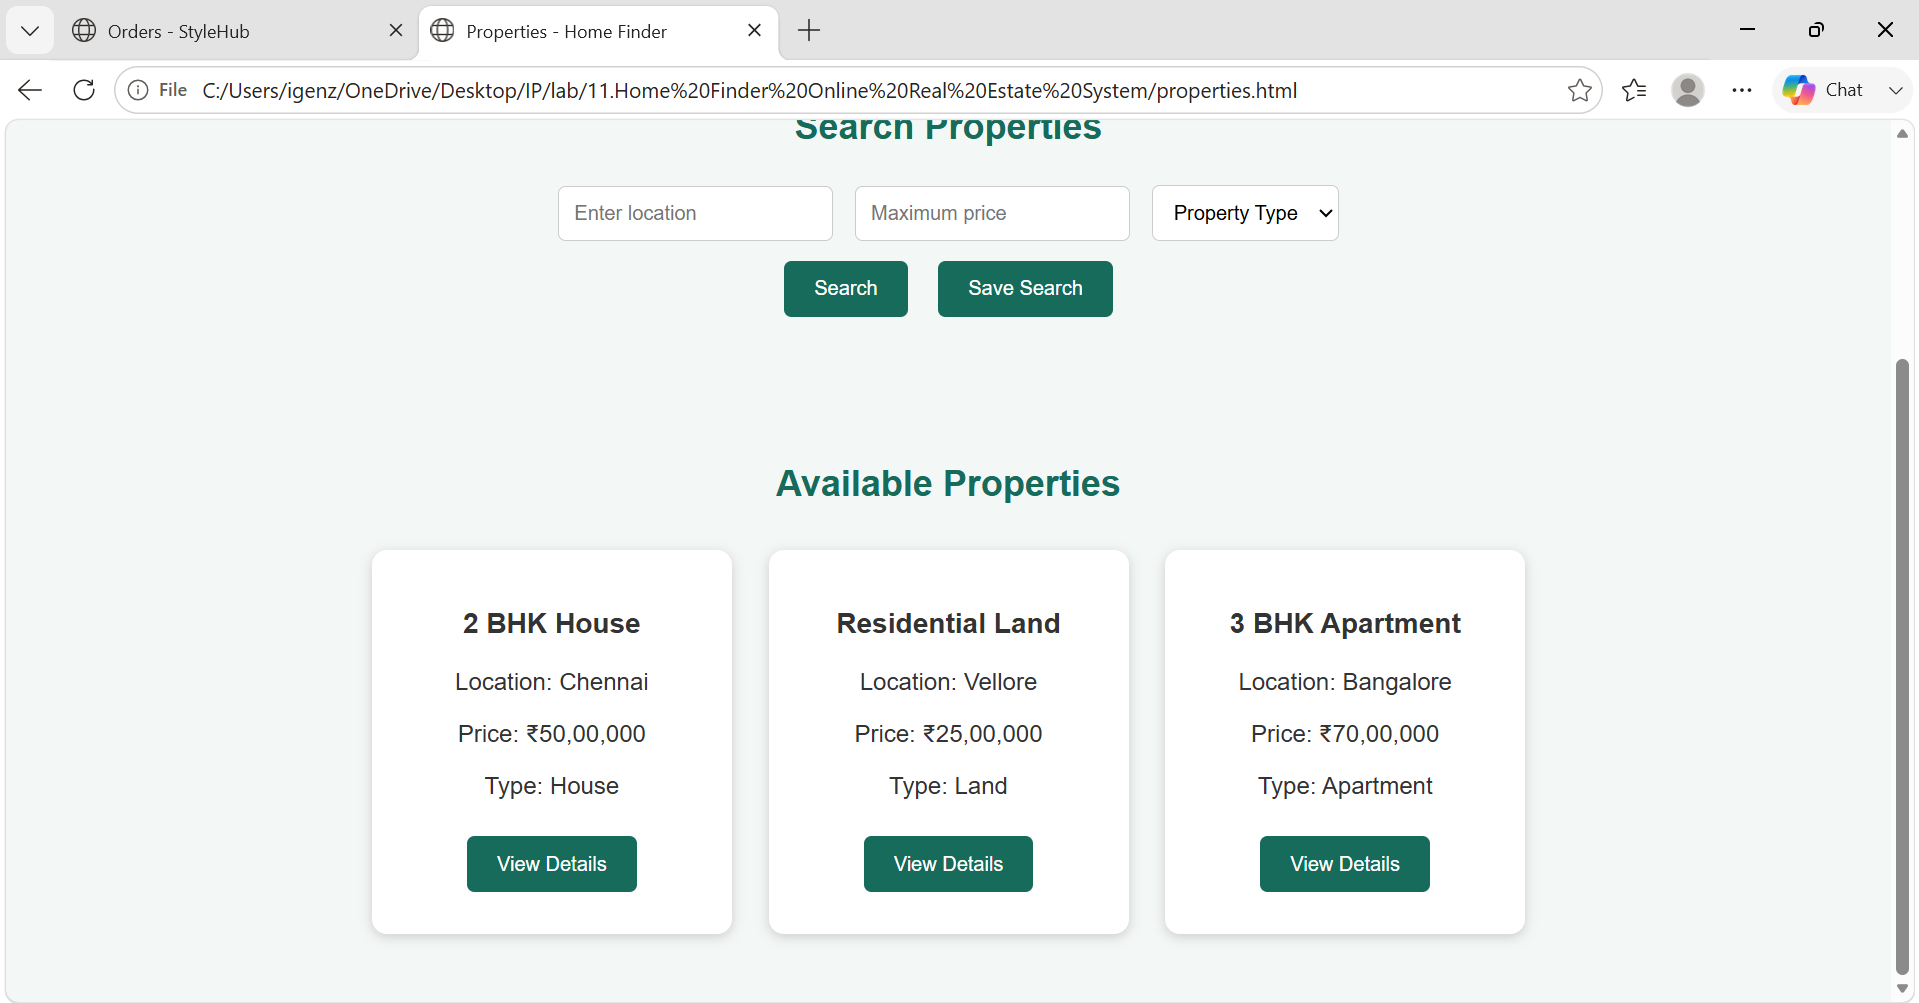 Orders - StyleHub
Properties - Home Finder
File C:/Users/igenz/OneDrive/Desktop/IP/lab/11.Home%20Finder%20Online%20Real%20Estate%20System/properties.html
Chat
Search Properties
Enter location
Maximum price
Property Type
Search
Save Search
Available Properties
2 BHK House
Location: Chennai
Price: ₹50,00,000
Type: House
View Details
Residential Land
Location: Vellore
Price: ₹25,00,000
Type: Land
View Details
3 BHK Apartment
Location: Bangalore
Price: ₹70,00,000
Type: Apartment
View Details